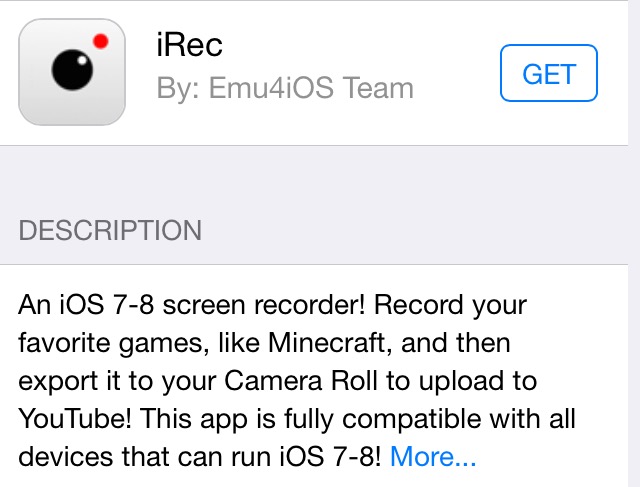 iRec
By: Emu4iOS Team
GET
DESCRIPTION
An iOS 7-8 screen recorder! Record your
favorite games, like Minecraft, and then
export it to your Camera Roll to upload to
YouTube! This app is fully compatible with all
devices that can run iOS 7-8! More...